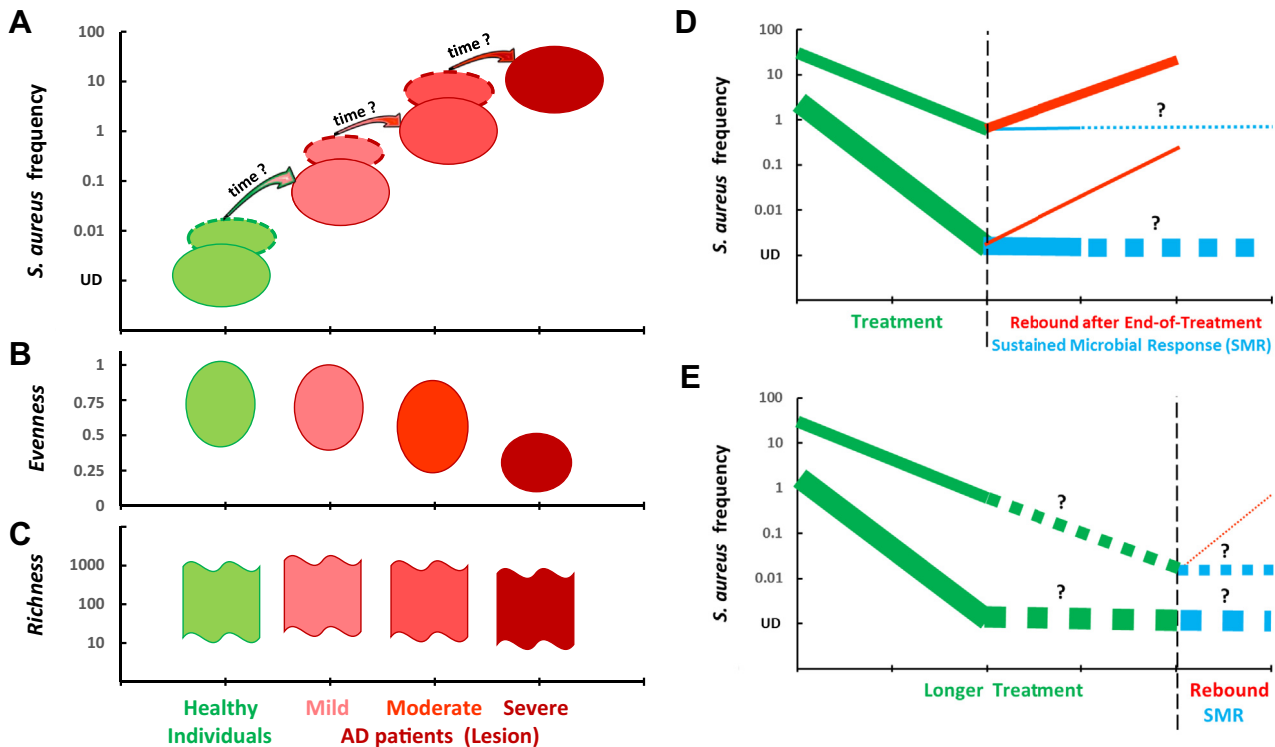 A
S. aureus frequency
100
10
1
0.1
0.01
UD
time ?
time ?
time ?
B
Evenness
1
0.75
0.5
0.25
0
C
Richness
1000
100
10
Healthy
Individuals
Mild
Moderate
Severe
AD patients (Lesion)
D
S. aureus frequency
100
10
1
0.1
0.01
UD
?
?
Treatment
Rebound after End-of-Treatment
Sustained Microbial Response (SMR)
E
S. aureus frequency
100
10
1
0.1
0.01
UD
?
?
?
?
Longer Treatment
Rebound
SMR